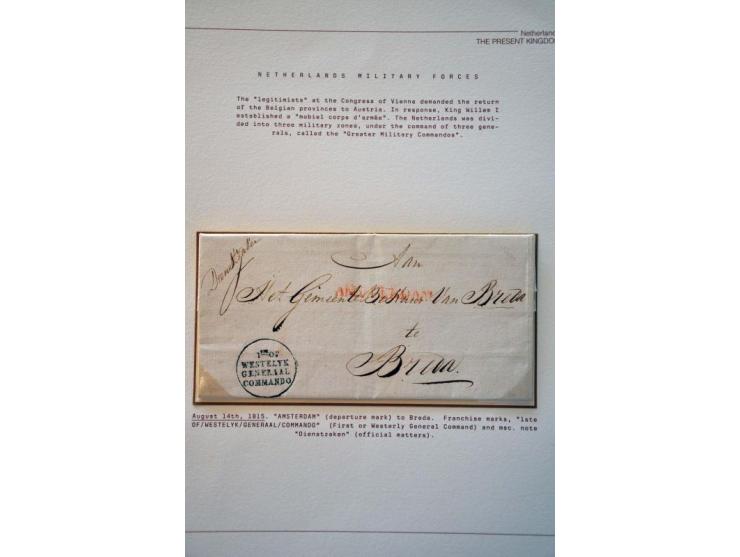 Netherland
THE PRESENT KINGDO
NETHERLANDS MILITARY FORCES
The "legitimists" at the Congress of Vienna demanded the return
of the Belgian provinces to Austria. In response, King Willem I
established a "mobiel corps d'armée". The Netherlands was divi-
ded into three military zones, under the command of three gene-
rals, called the "Greater Military Commandos".
Aan
Het Gemeente Bestuur Van Breda
AMSTERDAM
te
Breda.
1ste OF
WESTELYK
GENERAAL
COMMANDO
August 14th, 1815. "AMSTERDAM" (departure mark) to Breda. Franchise marks, "1ste
OF/WESTELYK/GENERAAL/COMMANDO" (First or Westerly General Command) and msc. note
"Dienstzaken" (official matters).